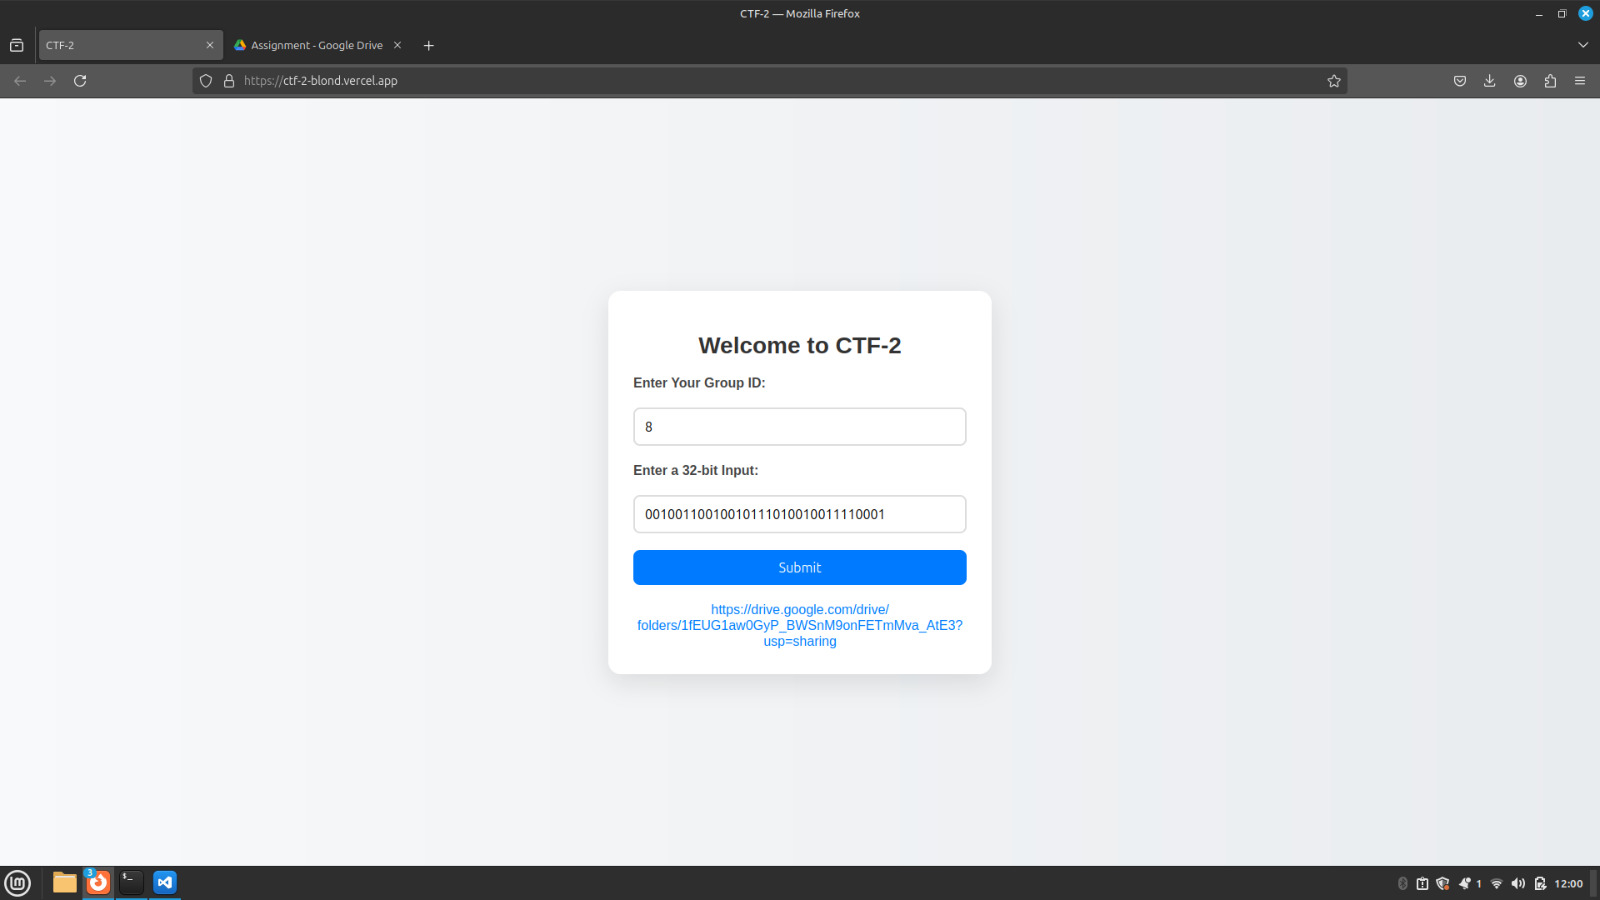 CTF-2 — Mozilla Firefox
CTF-2
Assignment - Google Drive
https://ctf-2-blond.vercel.app
Welcome to CTF-2
Enter Your Group ID:
8
Enter a 32-bit Input:
00100110010010111010010011110001
Submit
https://drive.google.com/drive/
folders/1fEUG1aw0GyP_BWSnM9onFETmMva_AtE3?
usp=sharing
3
1
12:00